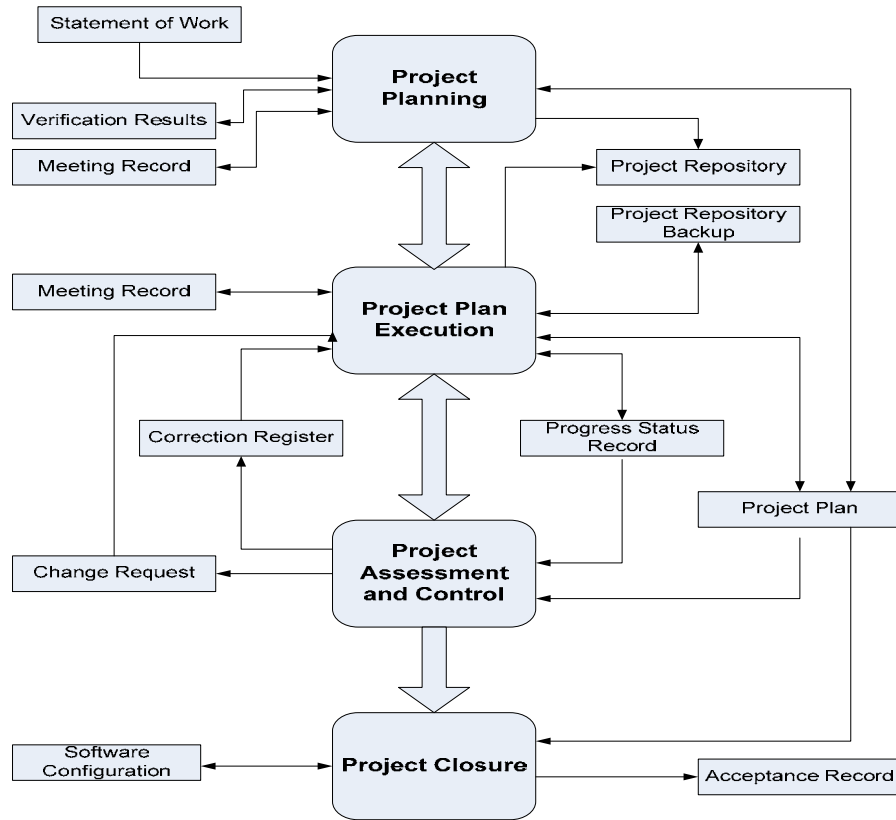 Statement of Work
Project
Planning
Verification Results
Meeting Record
Project Repository
Project Repository
Backup
Meeting Record
Project Plan
Execution
Correction Register
Progress Status
Record
Project Plan
Project
Assessment
and Control
Change Request
Software
Configuration
Project Closure
Acceptance Record